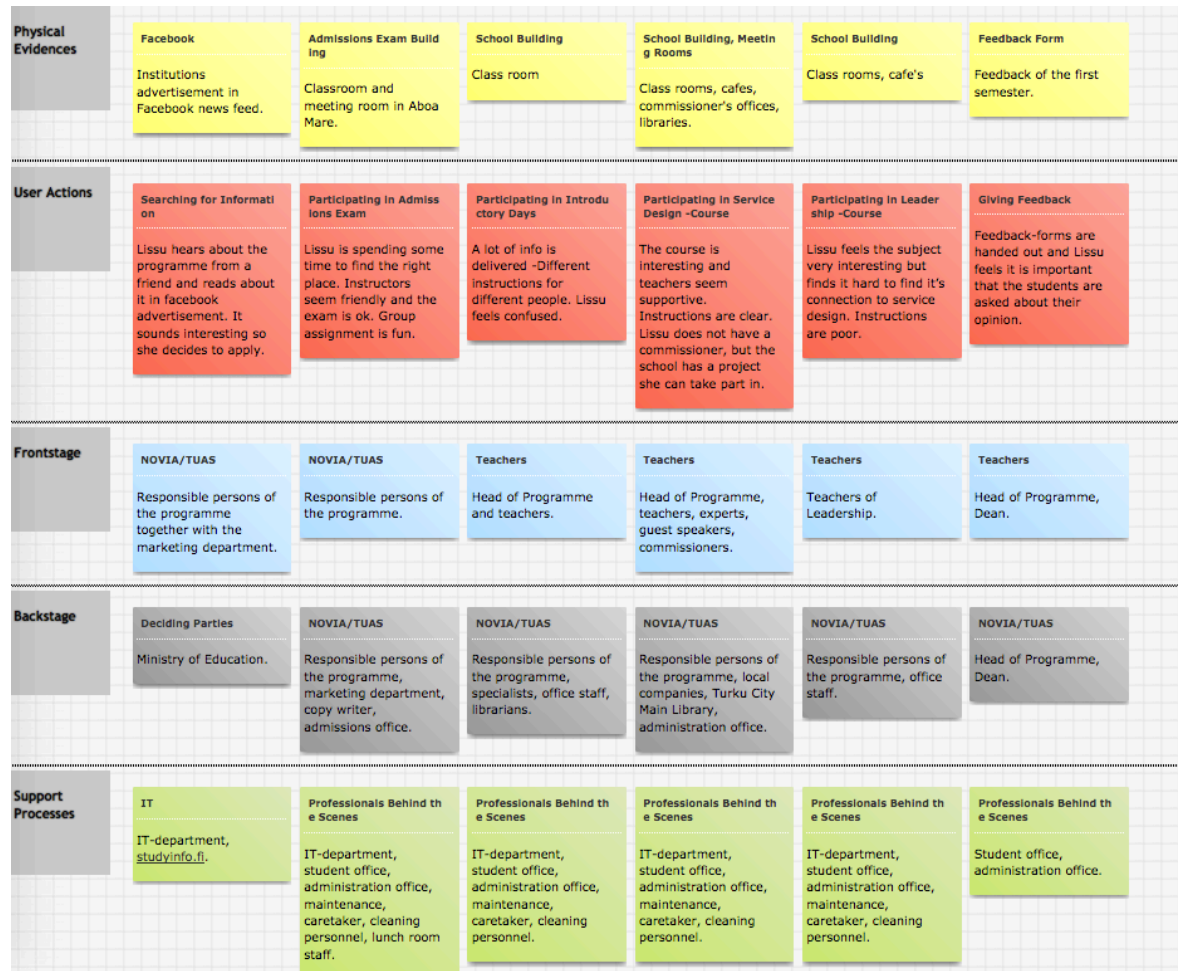 Physical
Evidences
Facebook
Institutions
advertisement in
Facebook news feed.
Admissions Exam Build
ing
Classroom and
meeting room in Aboa
Mare.
School Building
Class room
School Building, Meetin
g Rooms
Class rooms, cafes,
commissioner's offices,
libraries.
School Building
Class rooms, cafe's
Feedback Form
Feedback of the first
semester.
User Actions
Searching for Informati
on
Lissu hears about the
programme from a
friend and reads about
it in facebook
advertisement. It
sounds interesting so
she decides to apply.
Participating in Admiss
ions Exam
Lissu is spending some
time to find the right
place. Instructors
seem friendly and the
exam is ok. Group
assignment is fun.
Participating in Introdu
ctory Days
A lot of info is
delivered -Different
instructions for
different people. Lissu
feels confused.
Participating in Service
Design -Course
The course is
interesting and
teachers seem
supportive.
Instructions are clear.
Lissu does not have a
commissioner, but the
school has a project
she can take part in.
Participating in Leader
ship -Course
Lissu feels the subject
very interesting but
finds it hard to find it's
connection to service
design. Instructions
are poor.
Giving Feedback
Feedback-forms are
handed out and Lissu
feels it is important
that the students are
asked about their
opinion.
Frontstage
NOVIA/TUAS
Responsible persons of
the programme
together with the
marketing department.
NOVIA/TUAS
Responsible persons of
the programme.
Teachers
Head of Programme
and teachers.
Teachers
Head of Programme,
teachers, experts,
guest speakers,
commissioners.
Teachers
Teachers of
Leadership.
Teachers
Head of Programme,
Dean.
Backstage
Deciding Parties
Ministry of Education.
NOVIA/TUAS
Responsible persons of
the programme,
marketing department,
copy writer,
admissions office.
NOVIA/TUAS
Responsible persons of
the programme,
specialists, office staff,
librarians.
NOVIA/TUAS
Responsible persons of
the programme, local
companies, Turku City
Main Library,
administration office.
NOVIA/TUAS
Responsible persons of
the programme, office
staff.
NOVIA/TUAS
Head of Programme,
Dean.
Support
Processes
IT
IT-department,
studyinfo.fi.
Professionals Behind th
e Scenes
IT-department,
student office,
administration office,
maintenance,
caretaker, cleaning
personnel, lunch room
staff.
Professionals Behind th
e Scenes
IT-department,
student office,
administration office,
maintenance,
caretaker, cleaning
personnel.
Professionals Behind th
e Scenes
IT-department,
student office,
administration office,
maintenance,
caretaker, cleaning
personnel.
Professionals Behind th
e Scenes
IT-department,
student office,
administration office,
maintenance,
caretaker, cleaning
personnel.
Professionals Behind th
e Scenes
Student office,
administration office.